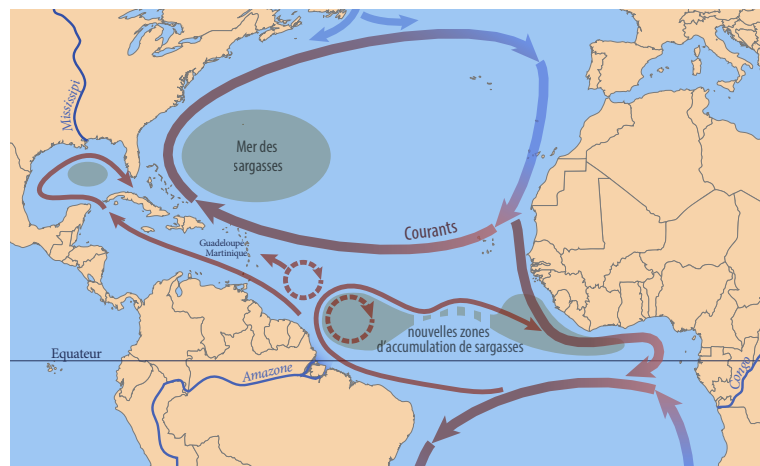 Mississipi
Mer des
sargasses
Courants
Guadeloupe
Martinique
nouvelles zones
d'accumulation de sargasses
Equateur
Amazone
Congo